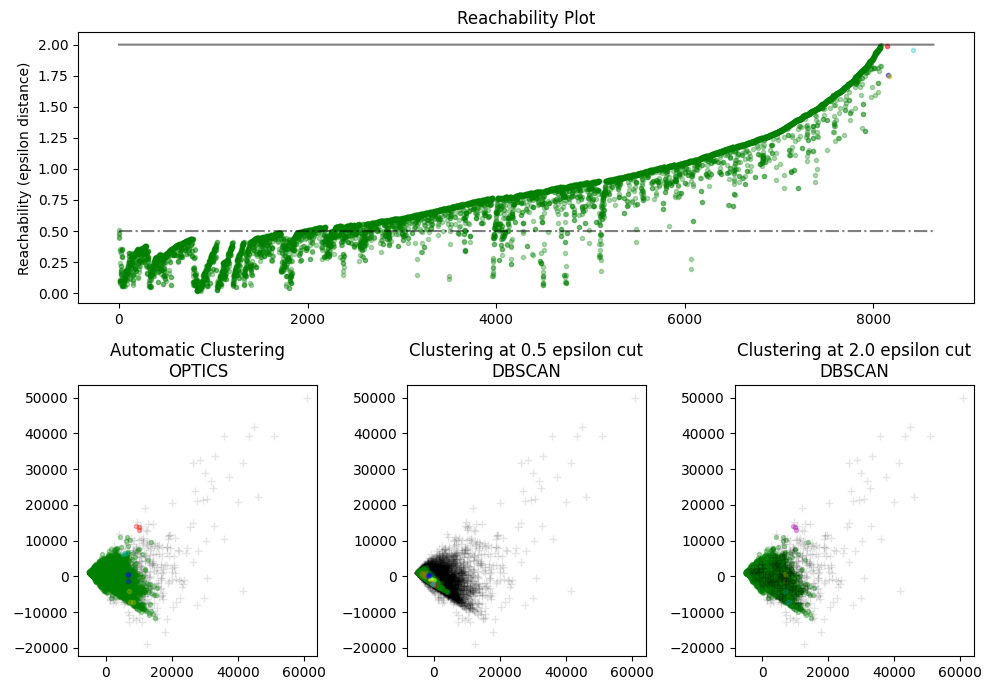 Reachability Plot
Reachability (epsilon distance)
2.00
1.75
1.50
1.25
1.00
0.75
0.50
0.25
0.00
0 2000 4000 6000 8000
Automatic Clustering
OPTICS
50000
40000
30000
20000
10000
0
−10000
−20000
0 20000 40000 60000
Clustering at 0.5 epsilon cut
DBSCAN
50000
40000
30000
20000
10000
0
−10000
−20000
0 20000 40000 60000
Clustering at 2.0 epsilon cut
DBSCAN
50000
40000
30000
20000
10000
0
−10000
−20000
0 20000 40000 60000